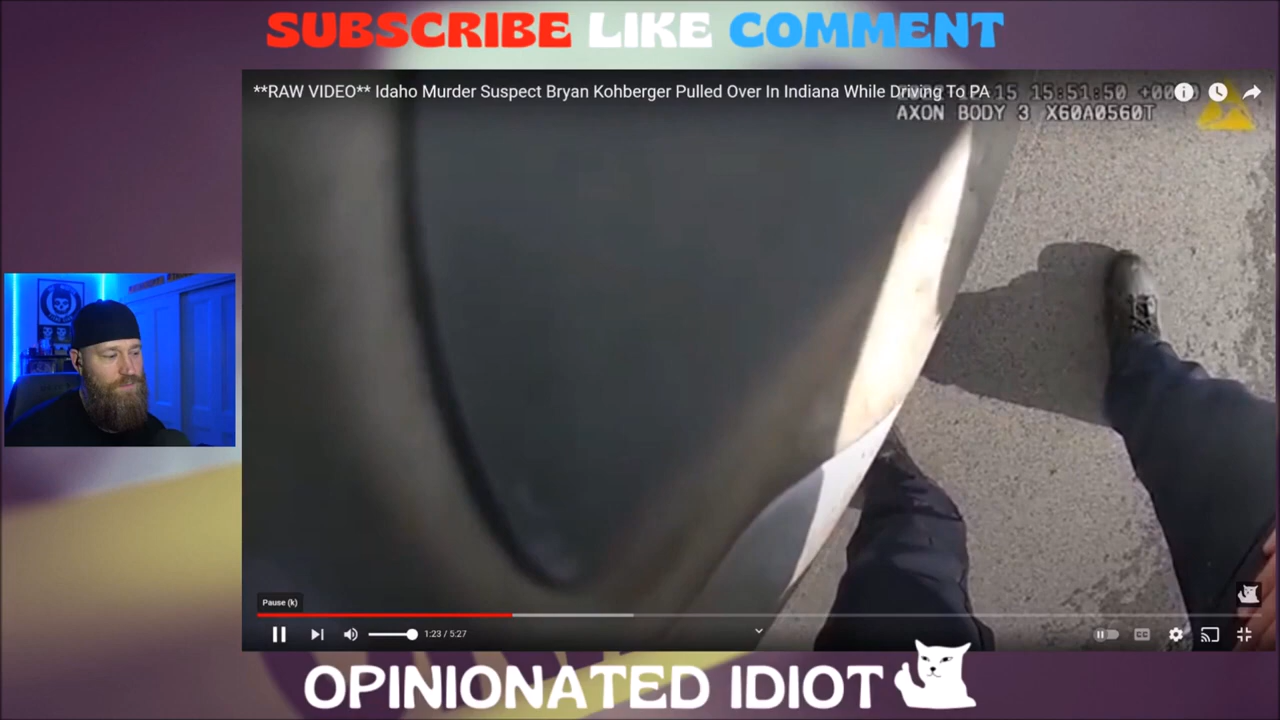 SUBSCRIBE LIKE COMMENT
**RAW VIDEO** Idaho Murder Suspect Bryan Kohberger Pulled Over In Indiana While Driving To PA
15 15:51:50
AXON BODY 3 X60A0560T
Pause (k)
1:23 / 5:27
CC
OPINIONATED IDIOT